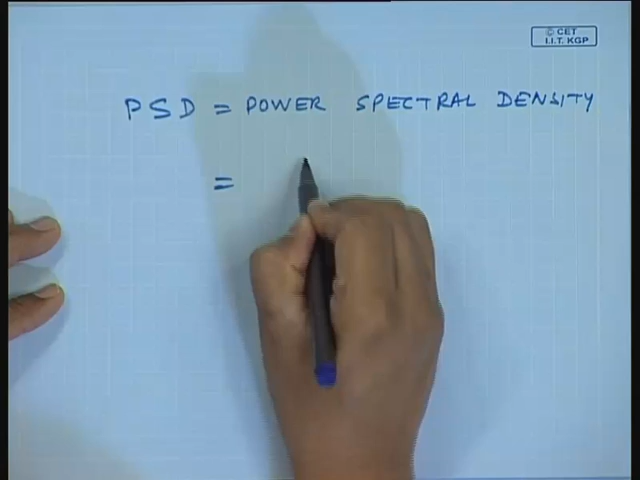 © CET
I.I.T. KGP
PSD = POWER SPECTRAL DENSITY
=